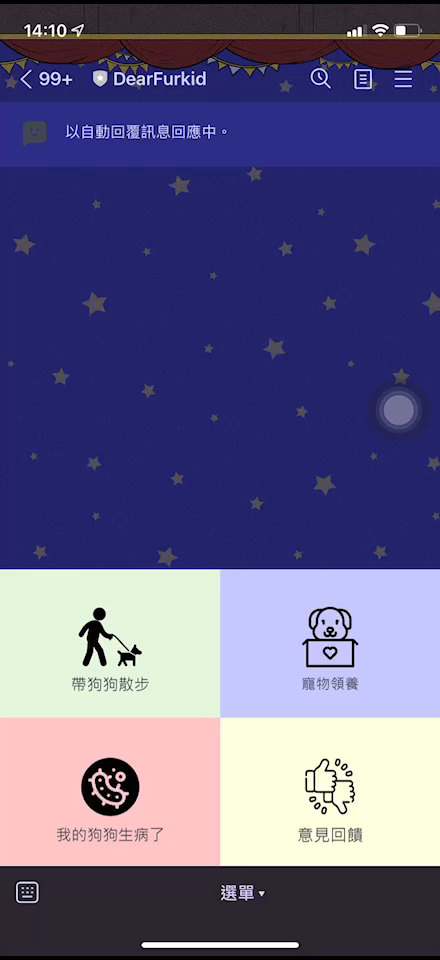 14:10
99+ DearFurkid
以自動回覆訊息回應中。
帶狗狗散步
寵物領養
我的狗狗生病了
意見回饋
選單